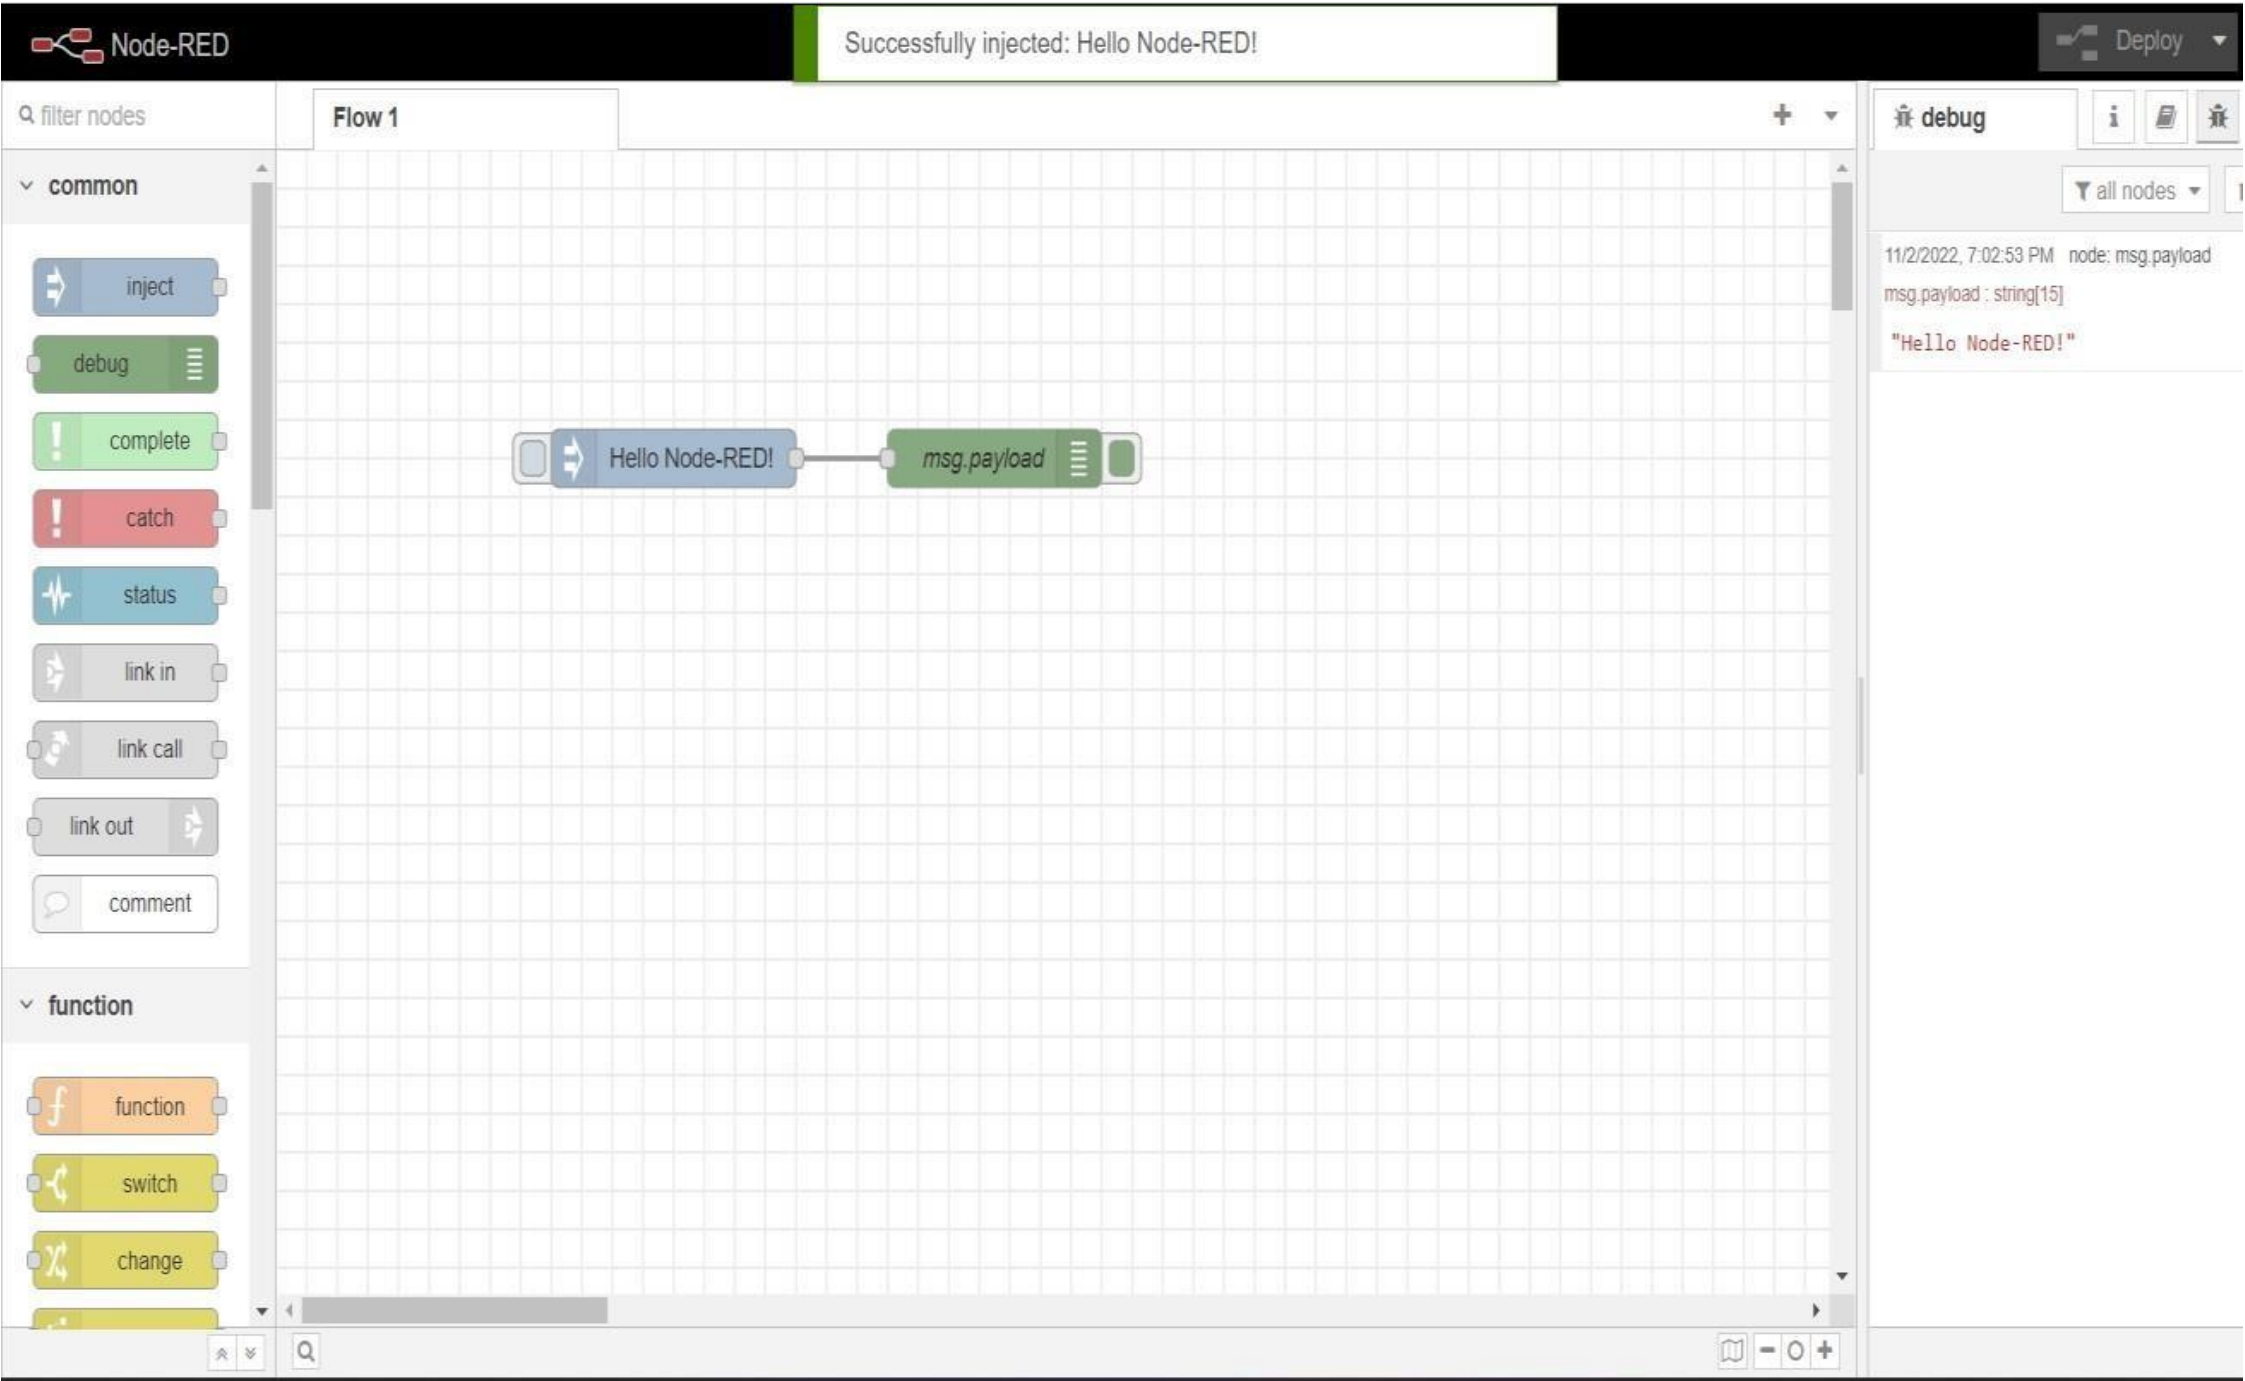 Node-RED
Successfully injected: Hello Node-RED!
Deploy
filter nodes
Flow 1
debug
common
all nodes
inject
debug
complete
catch
status
link in
link call
link out
comment
function
function
switch
change
Hello Node-RED!
msg.payload
11/2/2022, 7:02:53 PM node: msg.payload
msg.payload : string[15]
"Hello Node-RED!"